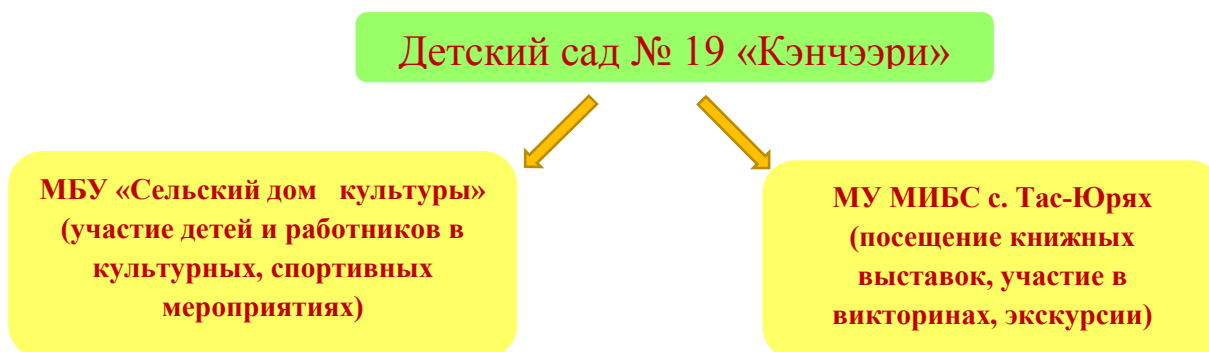 Детский сад № 19 «Кэнчээри»
МБУ «Сельский дом культуры»
(участие детей и работников в
культурных, спортивных
мероприятиях)
МУ МИБС с. Тас-Юрях
(посещение книжных
выставок, участие в
викторинах, экскурсии)